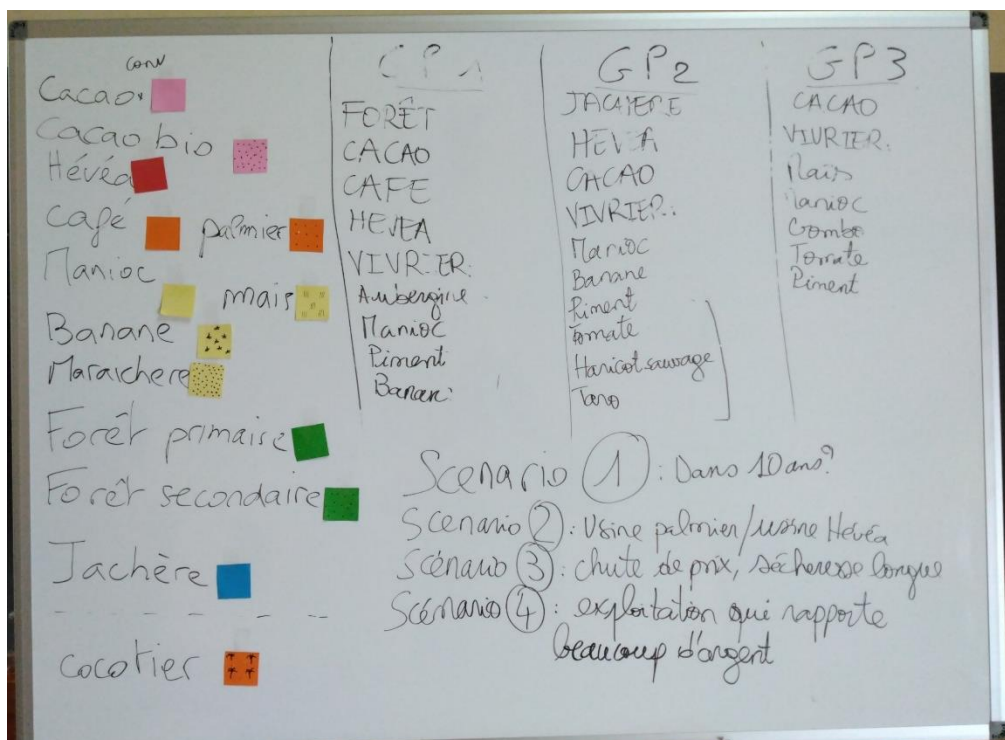 conv
Cacao
Cacao bio
Hévéa
Café palmier
Manioc
mais
Banane
Maraichere
Forêt primaire
Forêt secondaire
Jachère
cocotier
GP1
FORÊT
CACAO
CAFE
HEVEA
VIVRIER:
Aubergine
Manioc
Piment
Banane
GP2
JACHERE
HEVEA
CACAO
VIVRIER:
Manioc
Banane
Piment
Tomate
Haricot sauvage
Taro
GP3
CACAO
VIVRIER:
Maïs
Manioc
Gombo
Tomate
Piment
Scenario 1 : Dans 10 ans?
Scenario 2 : Usine palmier/usine Hévéa
Scénario 3 : chute de prix, sécheresse longue
Scénario 4 : exploitation qui rapporte
beaucoup d'argent